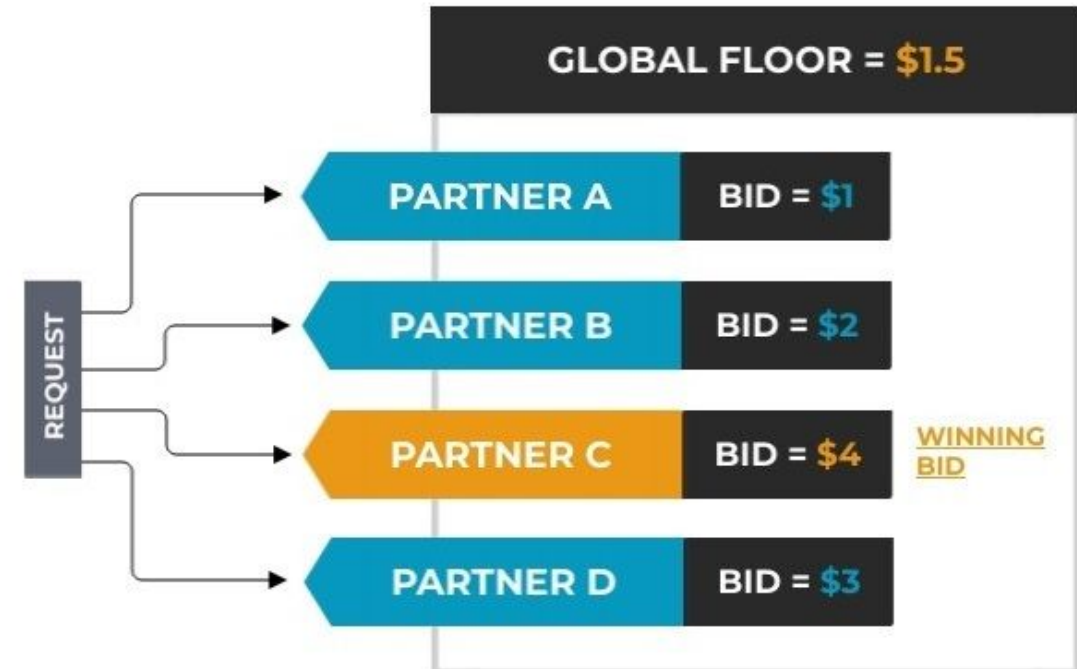 GLOBAL FLOOR = $1.5
PARTNER A
BID = $1
PARTNER B
BID = $2
REQUEST
PARTNER C
BID = $4
WINNING
BID
PARTNER D
BID = $3